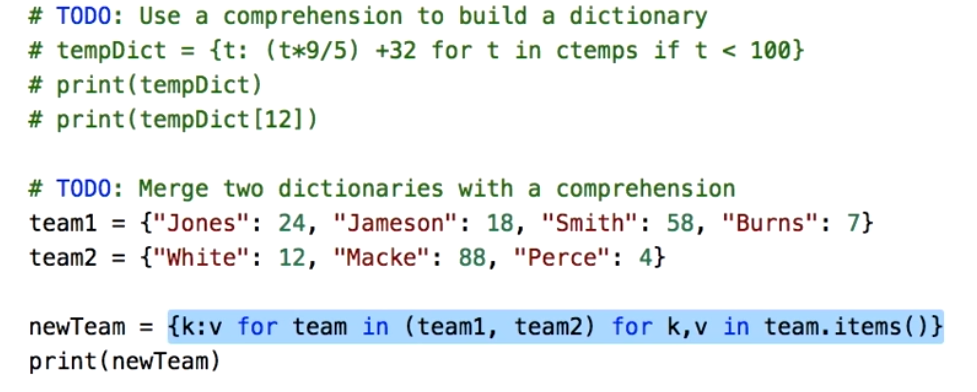 # TODO: Use a comprehension to build a dictionary
# tempDict = {t: (t*9/5) +32 for t in ctemps if t < 100}
# print(tempDict)
# print(tempDict[12])
# TODO: Merge two dictionaries with a comprehension
team1 = {"Jones": 24, "Jameson": 18, "Smith": 58, "Burns": 7}
team2 = {"White": 12, "Macke": 88, "Perce": 4}
newTeam = {k:v for team in (team1, team2) for k,v in team.items()}
print(newTeam)